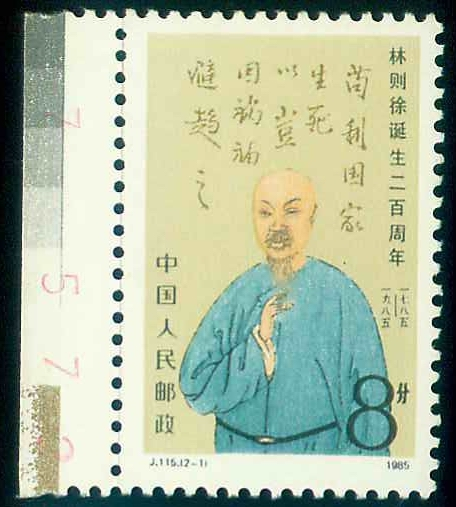 林则徐诞生二百周年
一七八五
一九八五
苟利国家
生死
以豈
因禍福
避趨之
中国人民邮政
8分
J.115.(2-1)
1985
7
5
7